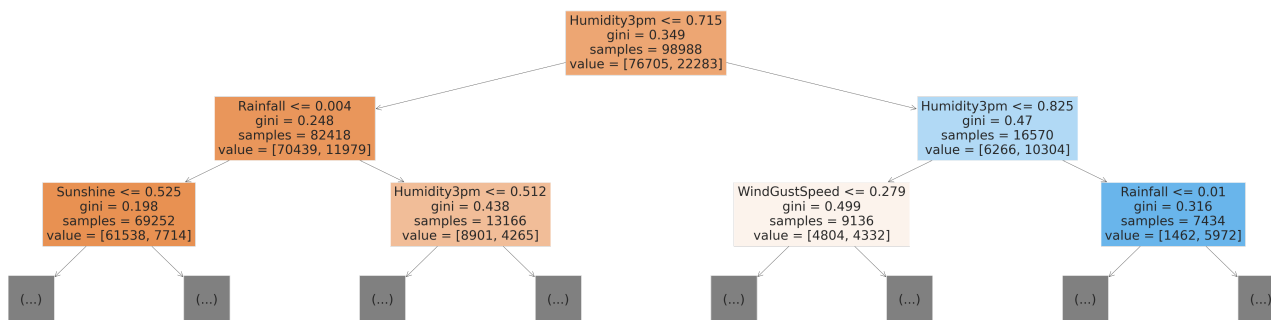 Humidity3pm <= 0.715
gini = 0.349
samples = 98988
value = [76705, 22283]
Rainfall <= 0.004
gini = 0.248
samples = 82418
value = [70439, 11979]
Humidity3pm <= 0.825
gini = 0.47
samples = 16570
value = [6266, 10304]
Sunshine <= 0.525
gini = 0.198
samples = 69252
value = [61538, 7714]
Humidity3pm <= 0.512
gini = 0.438
samples = 13166
value = [8901, 4265]
WindGustSpeed <= 0.279
gini = 0.499
samples = 9136
value = [4804, 4332]
Rainfall <= 0.01
gini = 0.316
samples = 7434
value = [1462, 5972]
(...)
(...)
(...)
(...)
(...)
(...)
(...)
(...)